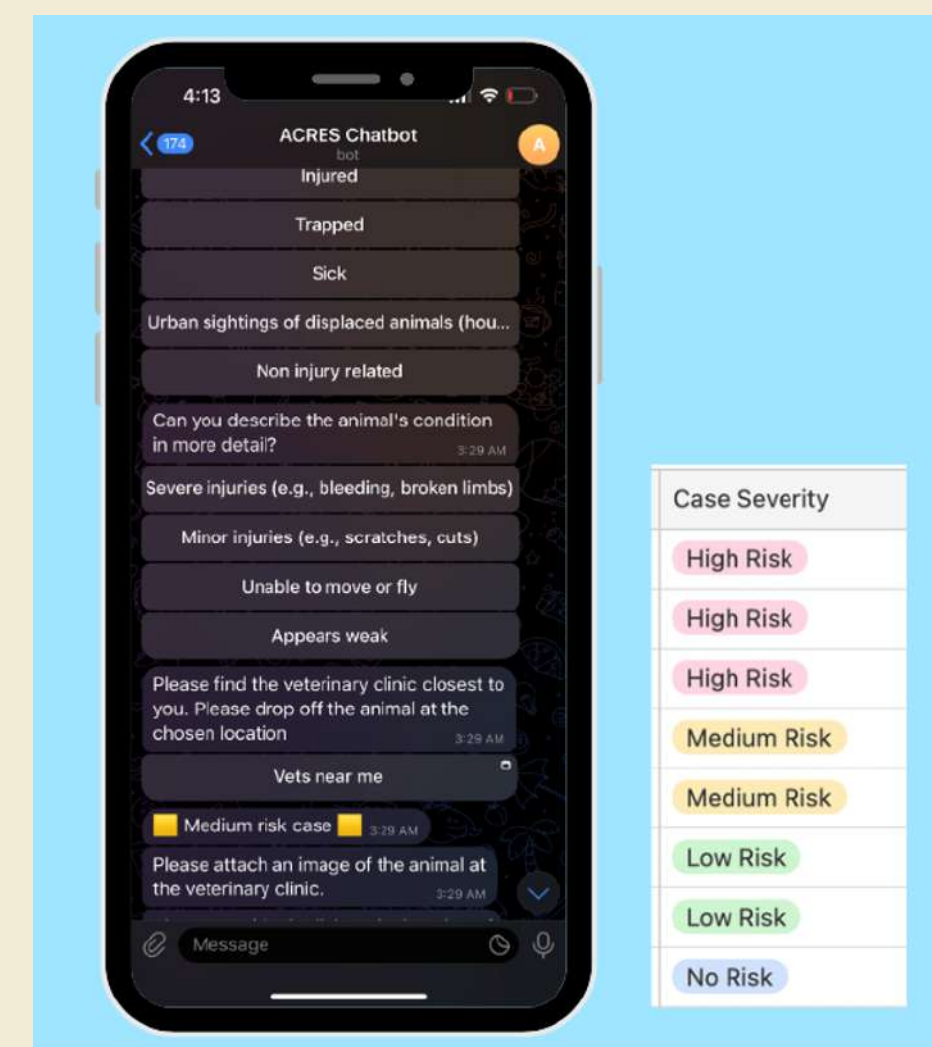 4:13
174
ACRES Chatbot
A
bot
Injured
Trapped
Sick
Urban sightings of displaced animals (hou...
Non injury related
Can you describe the animal's condition
in more detail?
3:29 AM
Severe injuries (e.g., bleeding, broken limbs)
Minor injuries (e.g., scratches, cuts)
Unable to move or fly
Appears weak
Please find the veterinary clinic closest to
you. Please drop off the animal at the
chosen location
3:29 AM
Vets near me
Medium risk case
3:29 AM
Please attach an image of the animal at
the veterinary clinic.
3:29 AM
Message
Case Severity
High Risk
High Risk
High Risk
Medium Risk
Medium Risk
Low Risk
Low Risk
No Risk